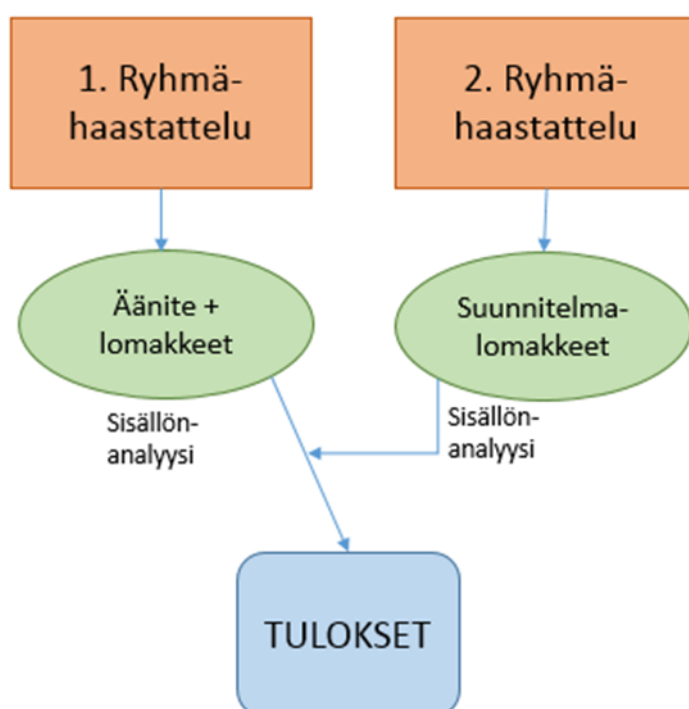 1. Ryhmä-
haastattelu
2. Ryhmä-
haastattelu
Äänite +
lomakkeet
Suunnitelma-
lomakkeet
Sisällön-
analyysi
Sisällön-
analyysi
TULOKSET